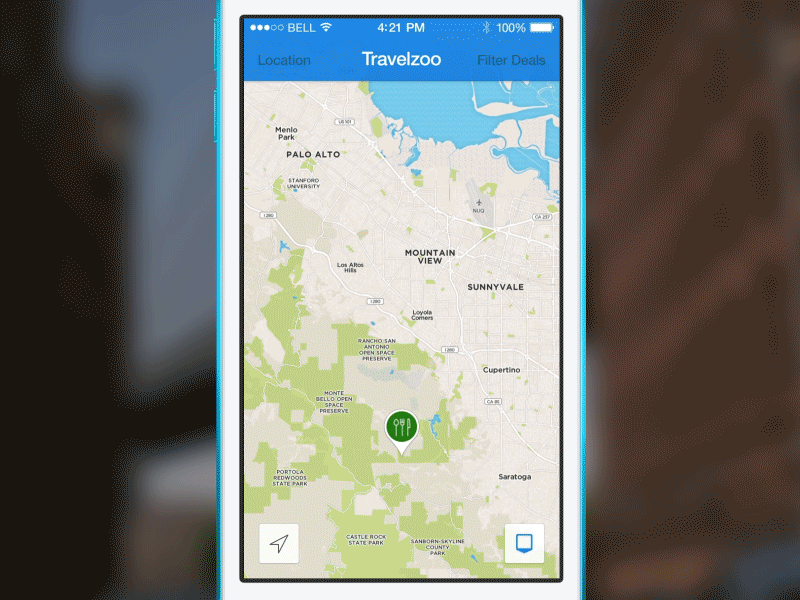 BELL 4:21 PM 100%
Location Travelzoo Filter Deals
US 101
Menlo
Park
PALO ALTO
STANFORD
UNIVERSITY
NUQ
I 280
CA 237
MOUNTAIN
VIEW
Los Altos
Hills
SUNNYVALE
I 280
Loyola
Corners
RANCHO SAN
ANTONIO
OPEN SPACE
PRESERVE
I 280
Cupertino
MONTE
BELLO OPEN
SPACE
PRESERVE
CA 85
PORTOLA
REDWOODS
STATE PARK
Saratoga
CASTLE ROCK
STATE PARK
SANBORN-SKYLINE
COUNTY
PARK